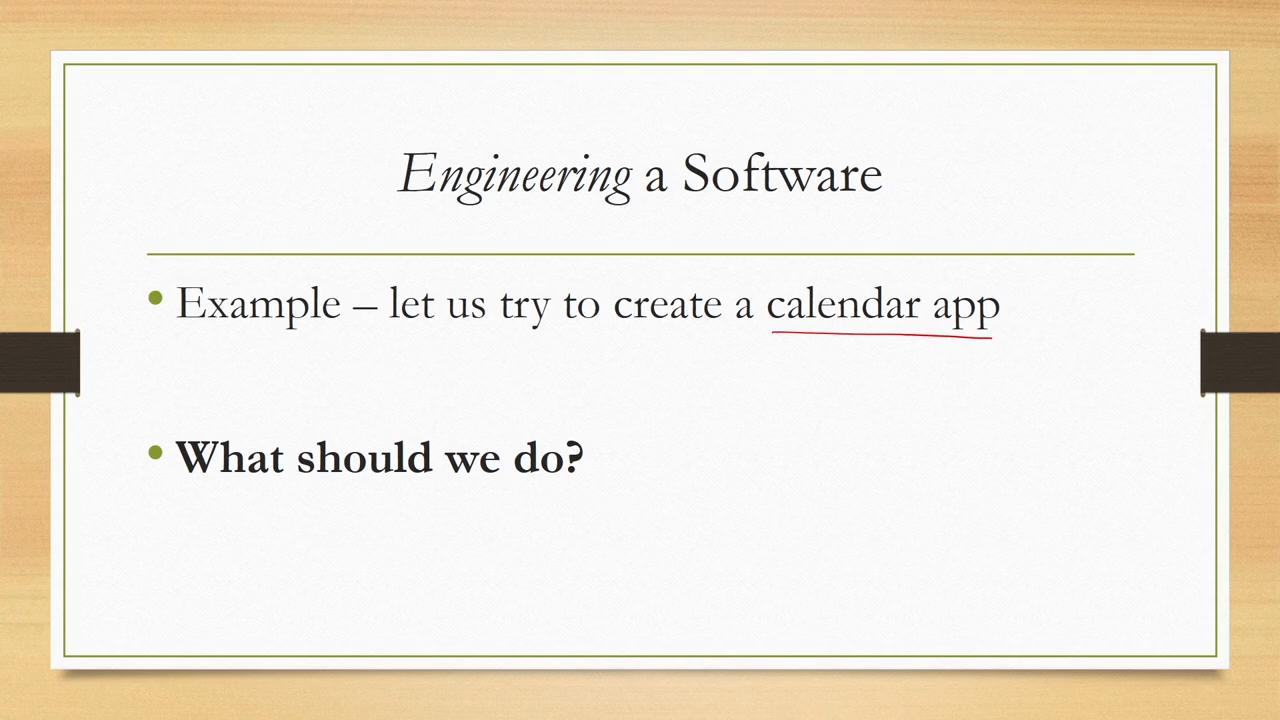 Engineering a Software
• Example – let us try to create a calendar app
• What should we do?